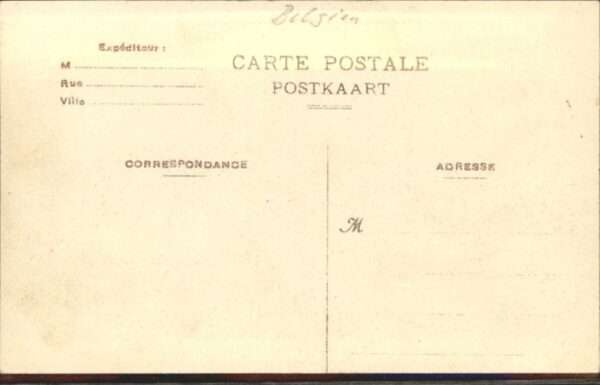 Belgien
Expéditeur :
M
CARTE POSTALE
Rue
POSTKAART
Ville
CORRESPONDANCE
ADRESSE
M